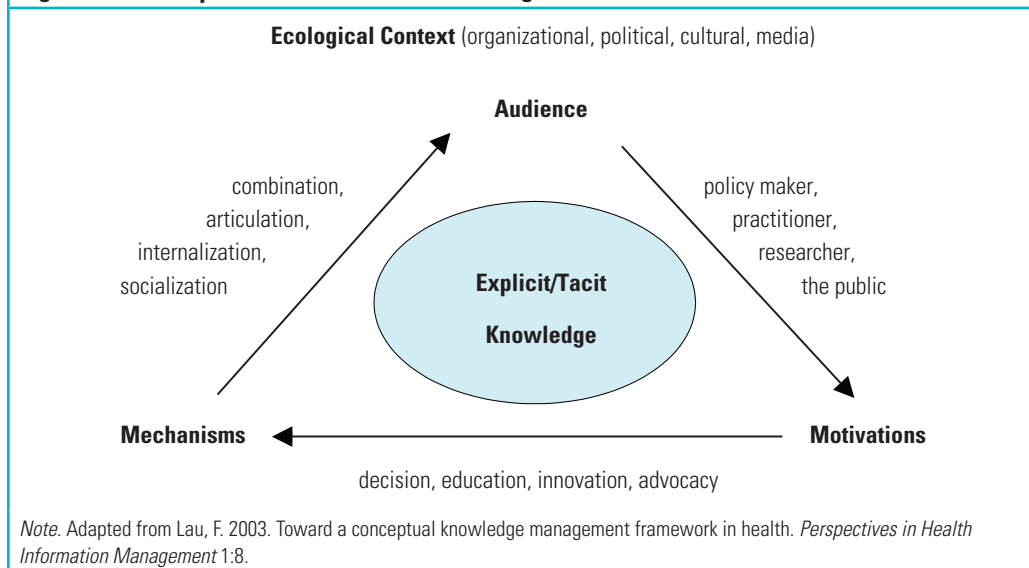 Ecological Context (organizational, political, cultural, media)
Audience
combination,
articulation,
internalization,
socialization
policy maker,
practitioner,
researcher,
the public
Explicit/Tacit
Knowledge
Mechanisms
Motivations
decision, education, innovation, advocacy
Note. Adapted from Lau, F. 2003. Toward a conceptual knowledge management framework in health. Perspectives in Health
Information Management 1:8.